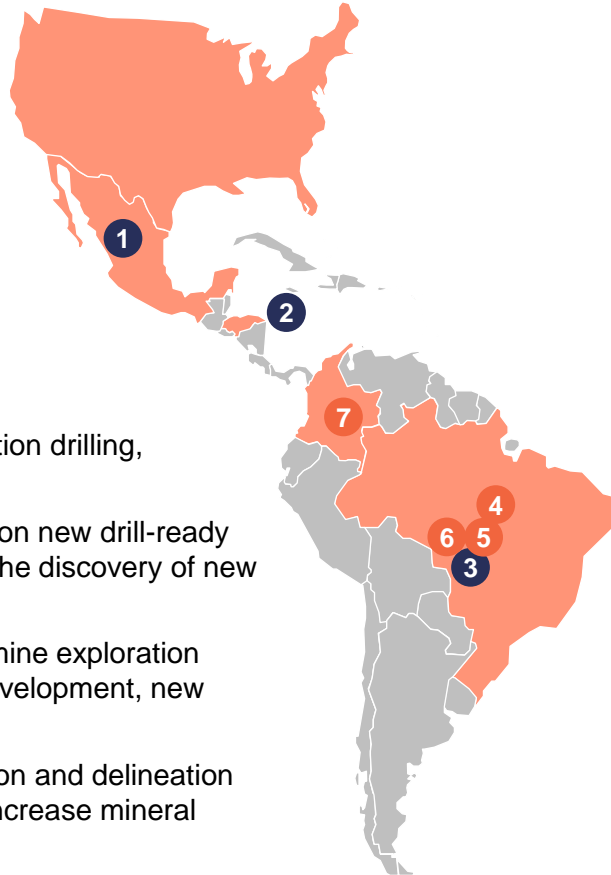 1
2
7
tion drilling,
4
on new drill-ready
6
5
he discovery of new
3
nine exploration
evelopment, new
on and delineation
ncrease mineral